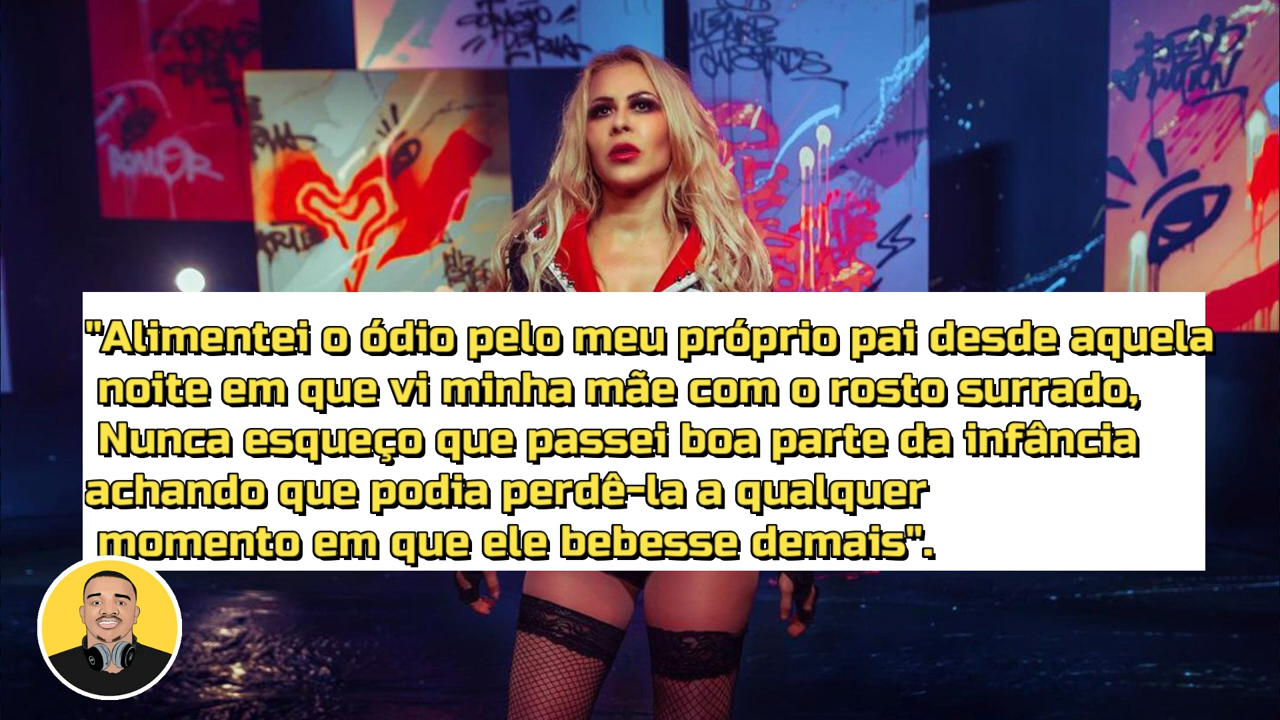 AMOR
"Alimentei o ódio pelo meu próprio pai desde aquela
noite em que vi minha mãe com o rosto surrado,
Nunca esqueço que passei boa parte da infância
achando que podia perdê-la a qualquer
momento em que ele bebesse demais".